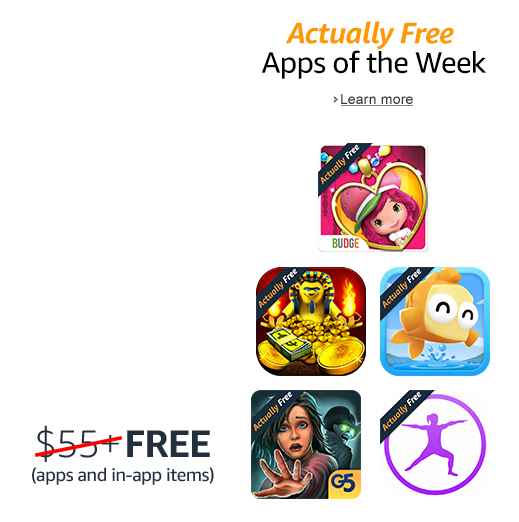 Actually Free
Apps of the Week
›Learn more
Actually Free
BUDGE
Actually Free
Actually Free
Actually Free
G5
Actually Free
$55+ FREE
(apps and in-app items)